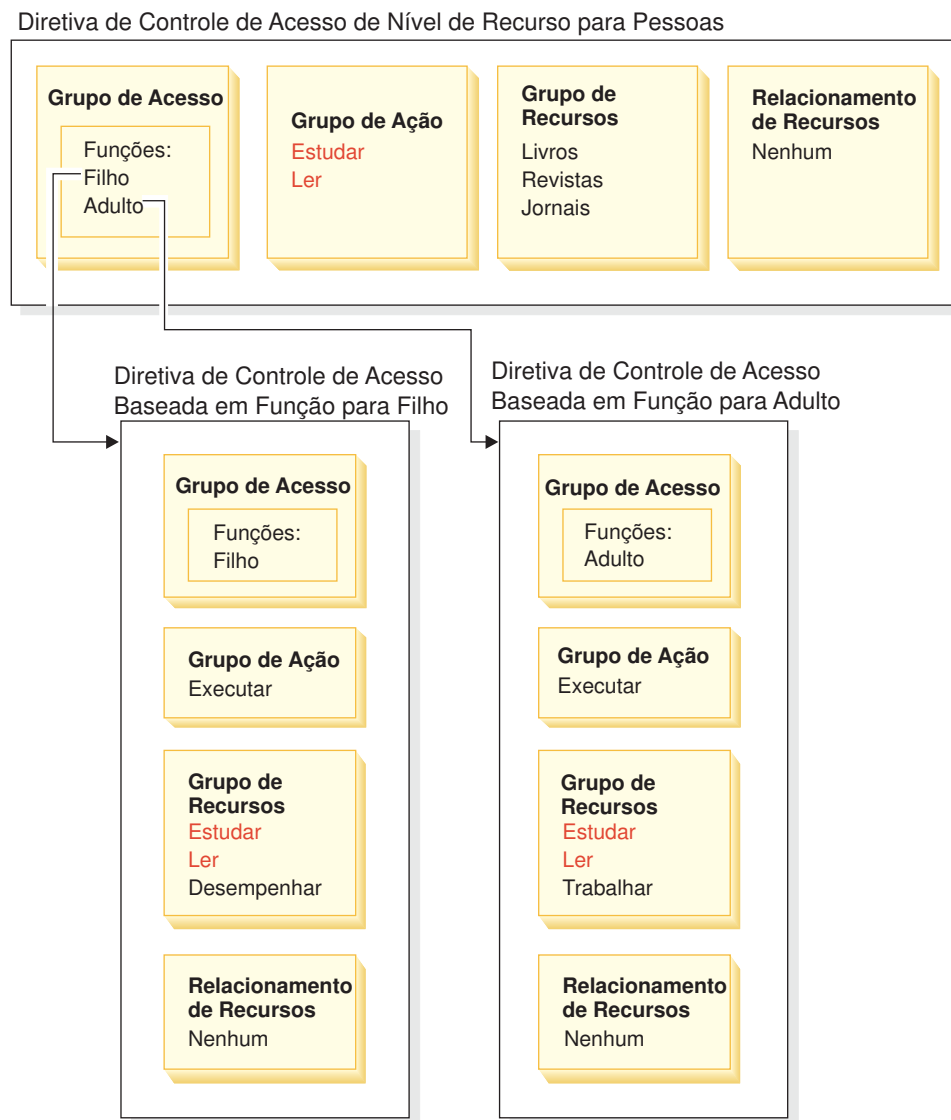 Diretiva de Controle de Acesso de Nível de Recurso para Pessoas
Grupo de Acesso
Funções:
Filho
Adulto
Grupo de Ação
Estudar
Ler
Grupo de
Recursos
Livros
Revistas
Jornais
Relacionamento
de Recursos
Nenhum
Diretiva de Controle de Acesso
Baseada em Função para Filho
Grupo de Acesso
Funções:
Filho
Grupo de Ação
Executar
Grupo de
Recursos
Estudar
Ler
Desempenhar
Relacionamento
de Recursos
Nenhum
Diretiva de Controle de Acesso
Baseada em Função para Adulto
Grupo de Acesso
Funções:
Adulto
Grupo de Ação
Executar
Grupo de
Recursos
Estudar
Ler
Trabalhar
Relacionamento
de Recursos
Nenhum